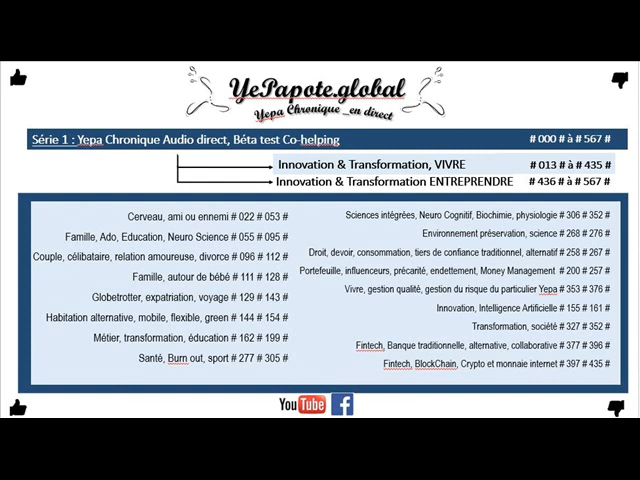 YePapote.global
Yepa Chronique _en direct
Série 1 : Yepa Chronique Audio direct, Béta test Co-helping # 000 # à # 567 #
Innovation & Transformation, VIVRE # 013 # à # 435 #
Innovation & Transformation ENTREPRENDRE # 436 # à # 567 #
Cerveau, ami ou ennemi # 022 # 053 #
Famille, Ado, Education, Neuro Science # 055 # 095 #
Couple, célibataire, relation amoureuse, divorce # 096 # 112 #
Famille, autour de bébé # 111 # 128 #
Globetrotter, expatriation, voyage # 129 # 143 #
Habitation alternative, mobile, flexible, green # 144 # 154 #
Métier, transformation, éducation # 162 # 199 #
Santé, Burn out, sport # 277 # 305 #
Sciences intégrées, Neuro Cognitif, Biochimie, physiologie # 306 # 352 #
Environnement préservation, science # 268 # 276 #
Droit, devoir, consommation, tiers de confiance traditionnel, alternatif # 258 # 267 #
Portefeuille, influenceurs, précarité, endettement, Money Management # 200 # 257 #
Vivre, gestion qualité, gestion du risque du particulier Yepa # 353 # 376 #
Innovation, Intelligence Artificielle # 155 # 161 #
Transformation, société # 327 # 352 #
Fintech, Banque traditionnelle, alternative, collaborative # 377 # 396 #
Fintech, BlockChain, Crypto et monnaie internet # 397 # 435 #
YouTube f